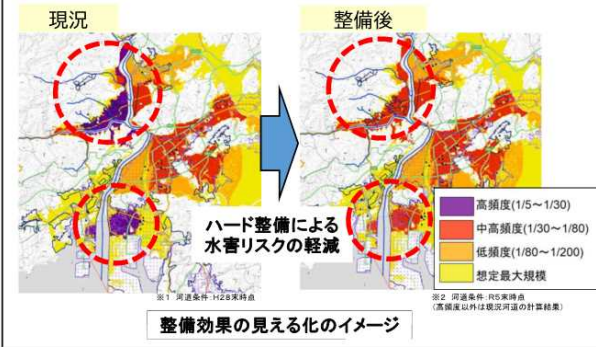 現況
整備後
ハード整備による
水害リスクの軽減
高頻度(1/5～1/30)
中高頻度(1/30～1/80)
低頻度(1/80～1/200)
想定最大規模
※1 河道条件:H28末時点
※2 河道条件:R5末時点
(高頻度以外は現況河道の計算結果)
整備効果の見える化のイメージ